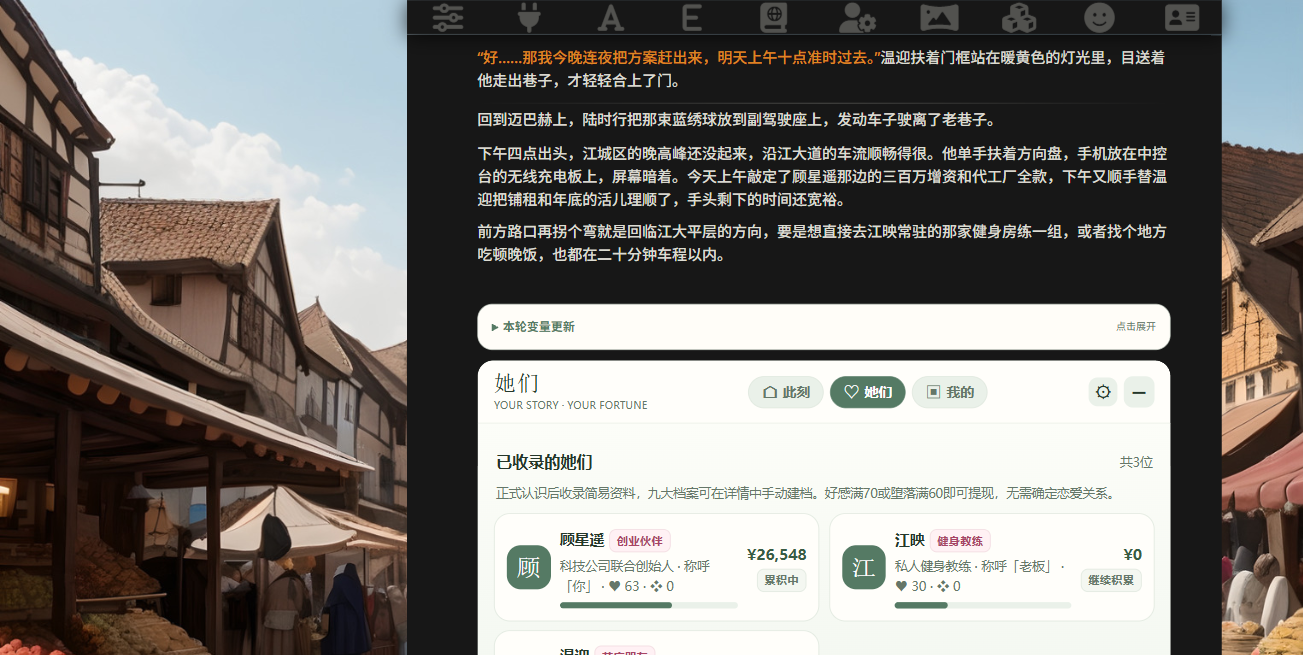 “好……那我今晚连夜把方案赶出来，明天上午十点准时过去。”温迎扶着门框站在暖黄色的灯光里，目送着
他走出巷子，才轻轻合上了门。
回到迈巴赫上，陆时行把那束蓝绣球放到副驾驶座上，发动车子驶离了老巷子。
下午四点出头，江城区的晚高峰还没起来，沿江大道的车流顺畅得很。他单手扶着方向盘，手机放在中控
台的无线充电板上，屏幕暗着。今天上午敲定了顾星遥那边的三百万增资和代工厂全款，下午又顺手替温
迎把铺租和年底的活儿理顺了，手头剩下的时间还宽裕。
前方路口再拐个弯就是回临江大平层的方向，要是想直接去江映常驻的那家健身房练一组，或者找个地方
吃顿晚饭，也都在二十分钟车程以内。
▸ 本轮变量更新
点击展开
她们
YOUR STORY · YOUR FORTUNE
此刻
她们
我的
已收录的她们
共3位
正式认识后收录简易资料，九大档案可在详情中手动建档。好感满70或堕落满60即可提现，无需确定恋爱关系。
顾
顾星遥 创业伙伴
科技公司联合创始人 · 称呼
「你」 · ♥ 63 · 0
¥26,548
累积中
江
江映 健身教练
私人健身教练 · 称呼「老板」 ·
♥ 30 · 0
¥0
继续积累